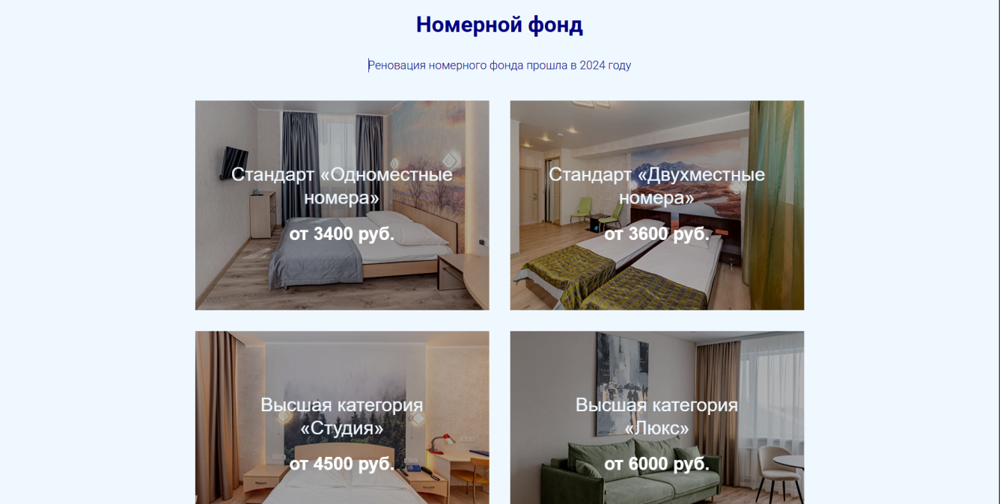 Номерной фонд
Реновация номерного фонда прошла в 2024 году
Стандарт «Одноместные
номера»
от 3400 руб.
Стандарт «Двухместные
номера»
от 3600 руб.
Высшая категория
«Студия»
от 4500 руб.
Высшая категория
«Люкс»
от 6000 руб.